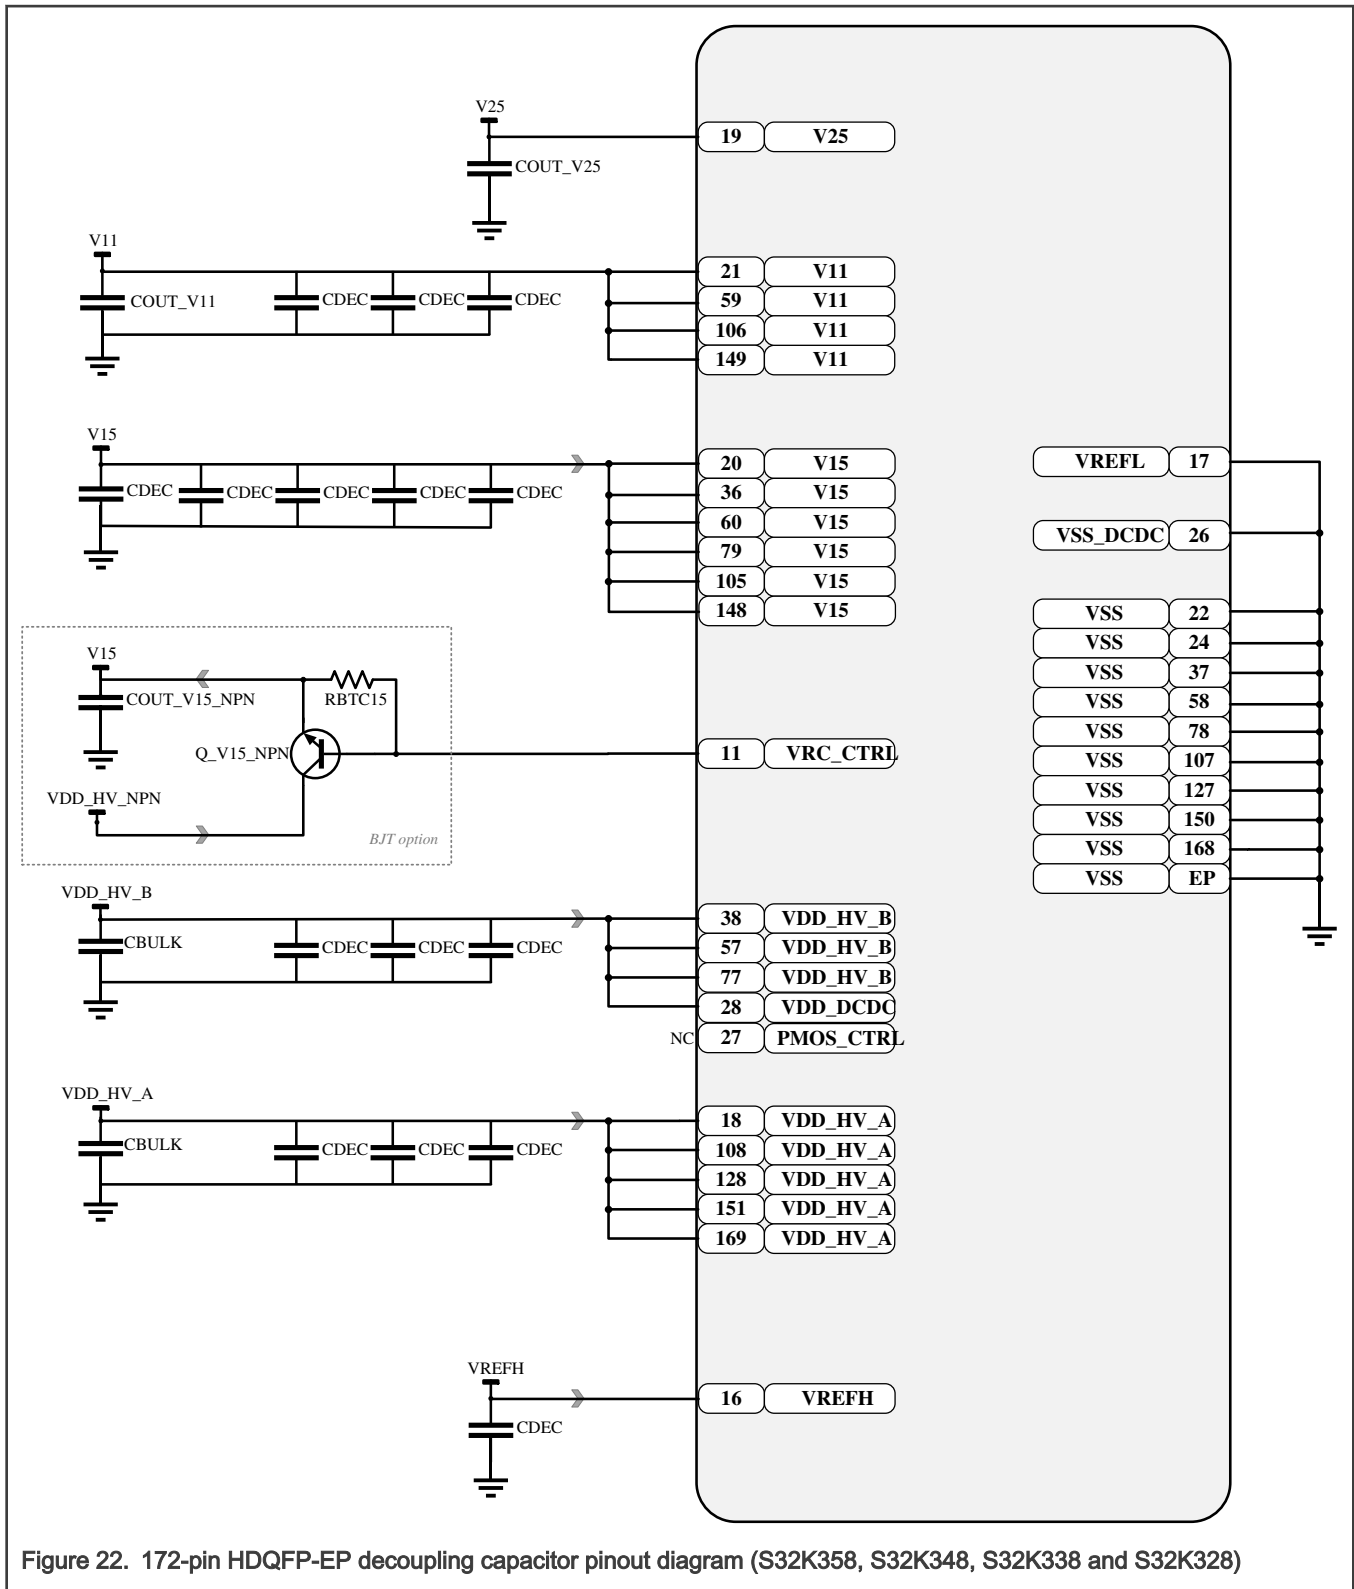 V25
19 V25
COUT_V25
V11
21 V11
COUT_V11 CDEC CDEC CDEC
59 V11
106 V11
149 V11
V15
20 V15
VREFL 17
CDEC CDEC CDEC CDEC CDEC
36 V15
60 V15
VSS_DCDC 26
79 V15
105 V15
148 V15
VSS 22
VSS 24
V15
VSS 37
COUT_V15_NPN
RBTC15
VSS 58
VSS 78
Q_V15_NPN
11 VRC_CTRL
VSS 107
VDD_HV_NPN
VSS 127
VSS 150
BJT option
VSS 168
VSS EP
VDD_HV_B
38 VDD_HV_B
CBULK CDEC CDEC CDEC
57 VDD_HV_B
77 VDD_HV_B
28 VDD_DCDC
NC 27 PMOS_CTRL
VDD_HV_A
18 VDD_HV_A
CBULK CDEC CDEC CDEC
108 VDD_HV_A
128 VDD_HV_A
151 VDD_HV_A
169 VDD_HV_A
VREFH
16 VREFH
CDEC
Figure 22. 172-pin HDQFP-EP decoupling capacitor pinout diagram (S32K358, S32K348, S32K338 and S32K328)